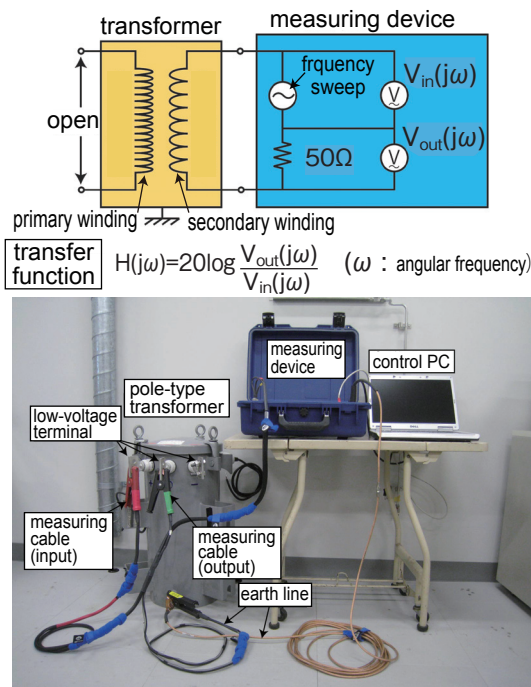 transformer
measuring device
frquency
sweep
V
V
open
50Ω
Vin(jω)
Vout(jω)
primary winding
secondary winding
transfer
function
H(jω)=20log Vout(jω)/Vin(jω) (ω : angular frequency)
measuring
device
control PC
pole-type
transformer
low-voltage
terminal
measuring
cable
(input)
measuring
cable
(output)
earth line
DELL